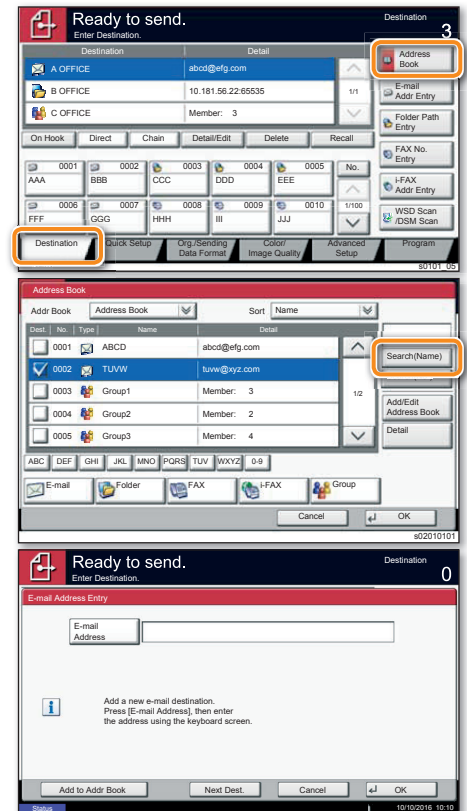 Ready to send.
Destination
Enter Destination.
3
Destination
Detail
A OFFICE
abcd@efg.com
B OFFICE
10.181.56.22:65535
C OFFICE
Member: 3
1/1
Address
Book
E-mail
Addr Entry
Folder Path
Entry
FAX No.
Entry
i-FAX
Addr Entry
WSD Scan
/DSM Scan
On Hook
Direct
Chain
Detail/Edit
Delete
Recall
0001
0002
0003
0004
0005
No.
AAA
BBB
CCC
DDD
EEE
0006
0007
0008
0009
0010
1/100
FFF
GGG
HHH
III
JJJ
Destination
Quick Setup
Org./Sending
Data Format
Color/
Image Quality
Advanced
Setup
Program
s0101_05
Address Book
Addr Book
Address Book
Sort
Name
Dest.
No.
Type
Name
Detail
0001
ABCD
abcd@efg.com
0002
TUVW
tuvw@xyz.com
0003
Group1
Member: 3
0004
Group2
Member: 2
0005
Group3
Member: 4
1/2
Search(Name)
Add/Edit
Address Book
Detail
ABC
DEF
GHI
JKL
MNO
PQRS
TUV
WXYZ
0-9
E-mail
Folder
FAX
i-FAX
Group
Cancel
OK
s02010101
Ready to send.
Destination
Enter Destination.
0
E-mail Address Entry
E-mail
Address
Add a new e-mail destination.
Press [E-mail Address], then enter
the address using the keyboard screen.
Add to Addr Book
Next Dest.
Cancel
OK
Status
10/10/2016 10:10